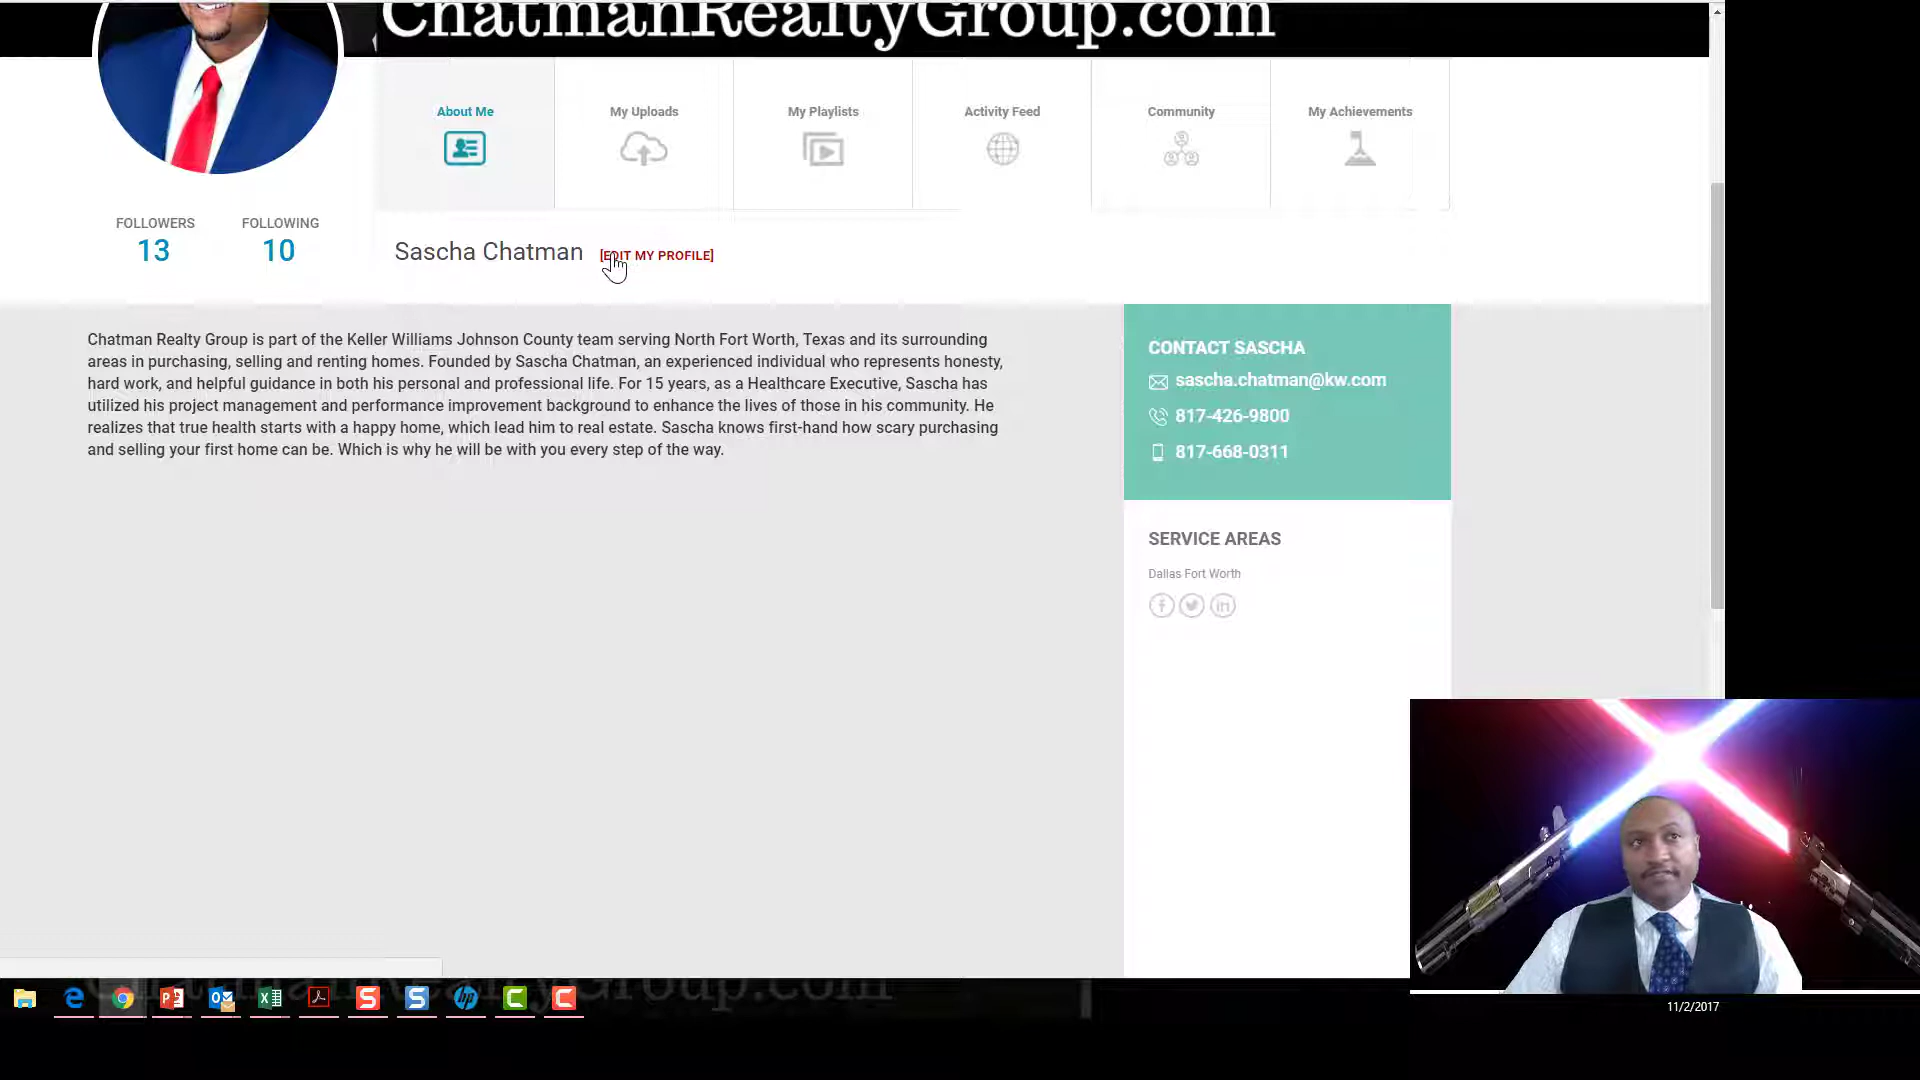 ChatmanRealtyGroup.com
About Me
My Uploads
My Playlists
Activity Feed
Community
My Achievements
FOLLOWERS
FOLLOWING
13
10
Sascha Chatman
[EDIT MY PROFILE]
Chatman Realty Group is part of the Keller Williams Johnson County team serving North Fort Worth, Texas and its surrounding
areas in purchasing, selling and renting homes. Founded by Sascha Chatman, an experienced individual who represents honesty,
hard work, and helpful guidance in both his personal and professional life. For 15 years, as a Healthcare Executive, Sascha has
utilized his project management and performance improvement background to enhance the lives of those in his community. He
realizes that true health starts with a happy home, which lead him to real estate. Sascha knows first-hand how scary purchasing
and selling your first home can be. Which is why he will be with you every step of the way.
CONTACT SASCHA
sascha.chatman@kw.com
817-426-9800
817-668-0311
SERVICE AREAS
Dallas Fort Worth
ChatmanRealtyGroup.com
11/2/2017